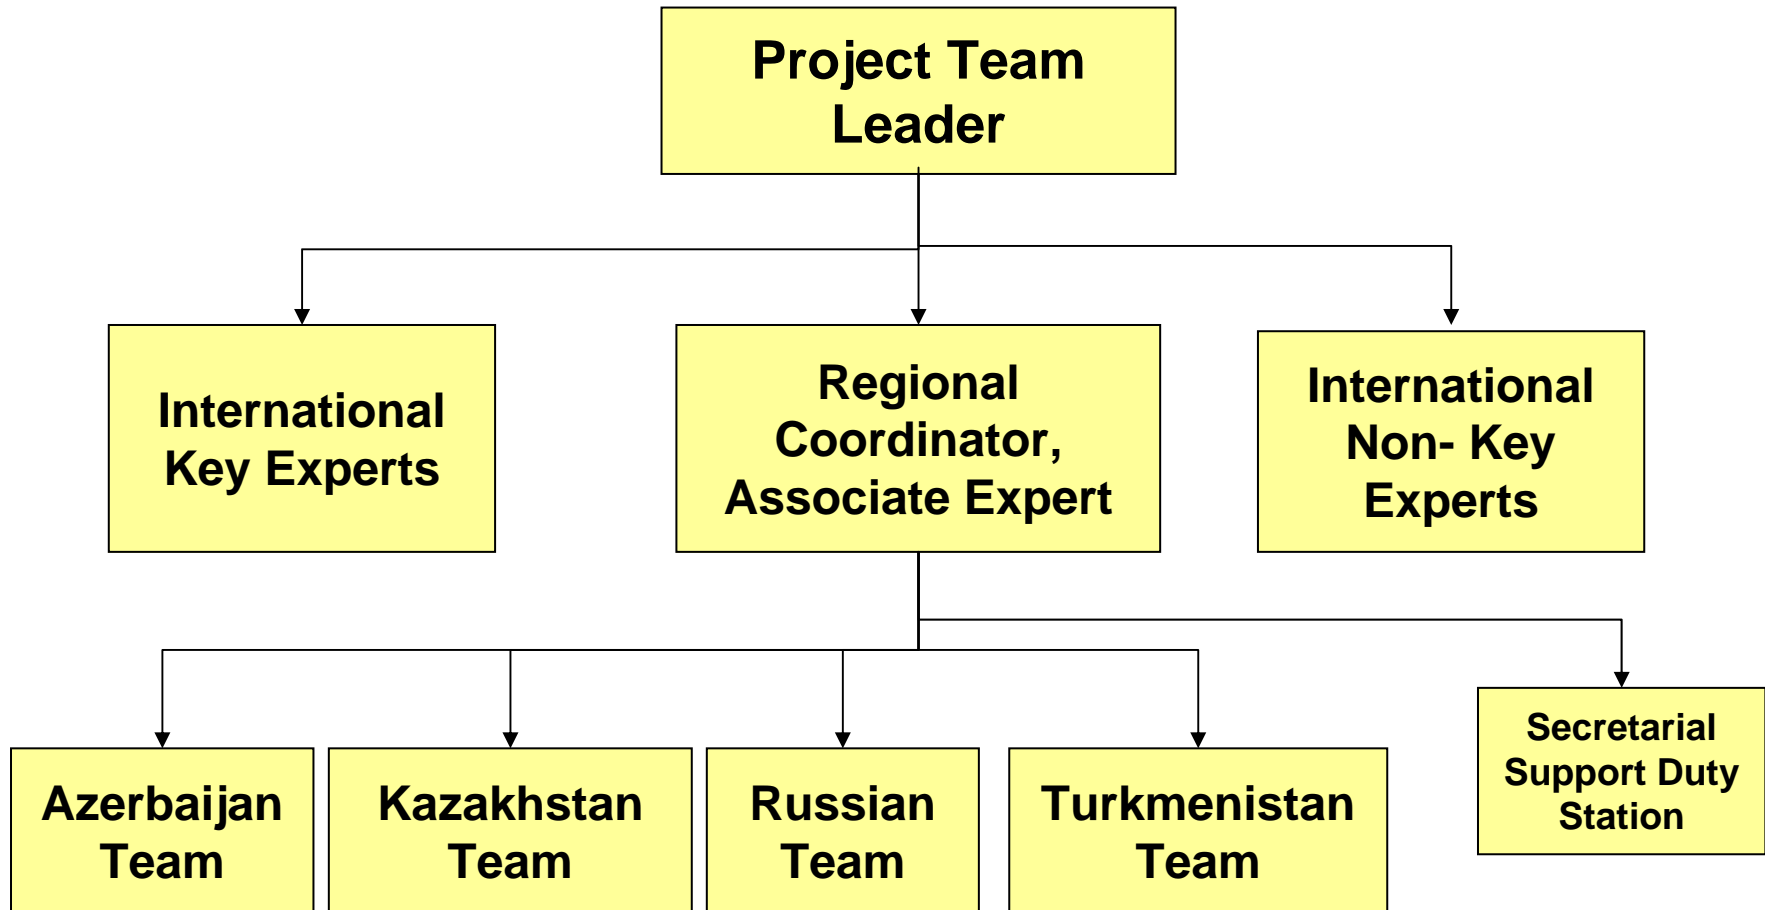 Project Team
Leader
International
Key Experts
Regional
Coordinator,
Associate Expert
International
Non- Key
Experts
Azerbaijan
Team
Kazakhstan
Team
Russian
Team
Turkmenistan
Team
Secretarial
Support Duty
Station